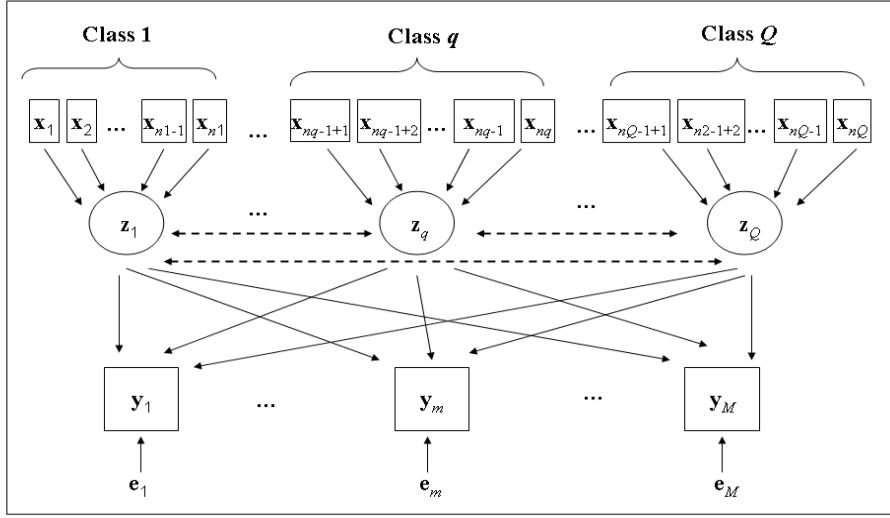 Class 1 Class q Class Q
x1 x2 ... xn1-1 xn1 ... xnq-1+1 xnq-1+2 ... xnq-1 xnq ... xnQ-1+1 xn2-1+2 ... xnQ-1 xnQ
... ...
z1 zq zQ
y1 ... ym ... yM
e1 em eM